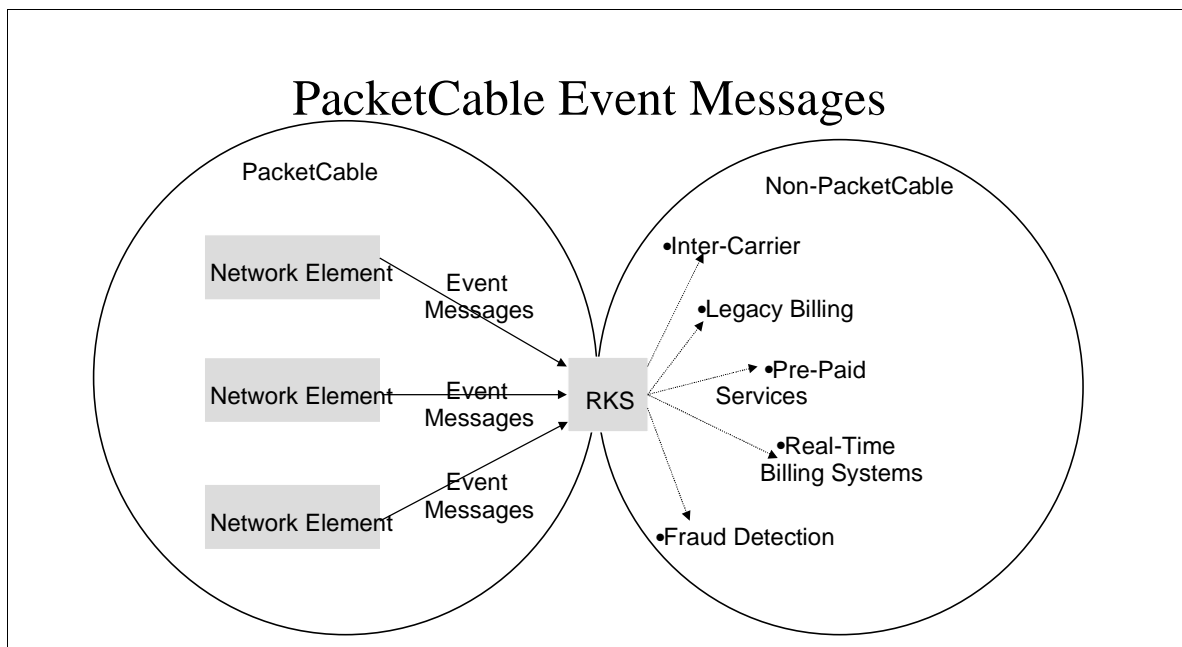 PacketCable Event Messages
PacketCable
Non-PacketCable
Network Element
Event
Messages
Network Element
Event
Messages
Network Element
Event
Messages
RKS
•Inter-Carrier
•Legacy Billing
•Pre-Paid
Services
•Real-Time
Billing Systems
•Fraud Detection